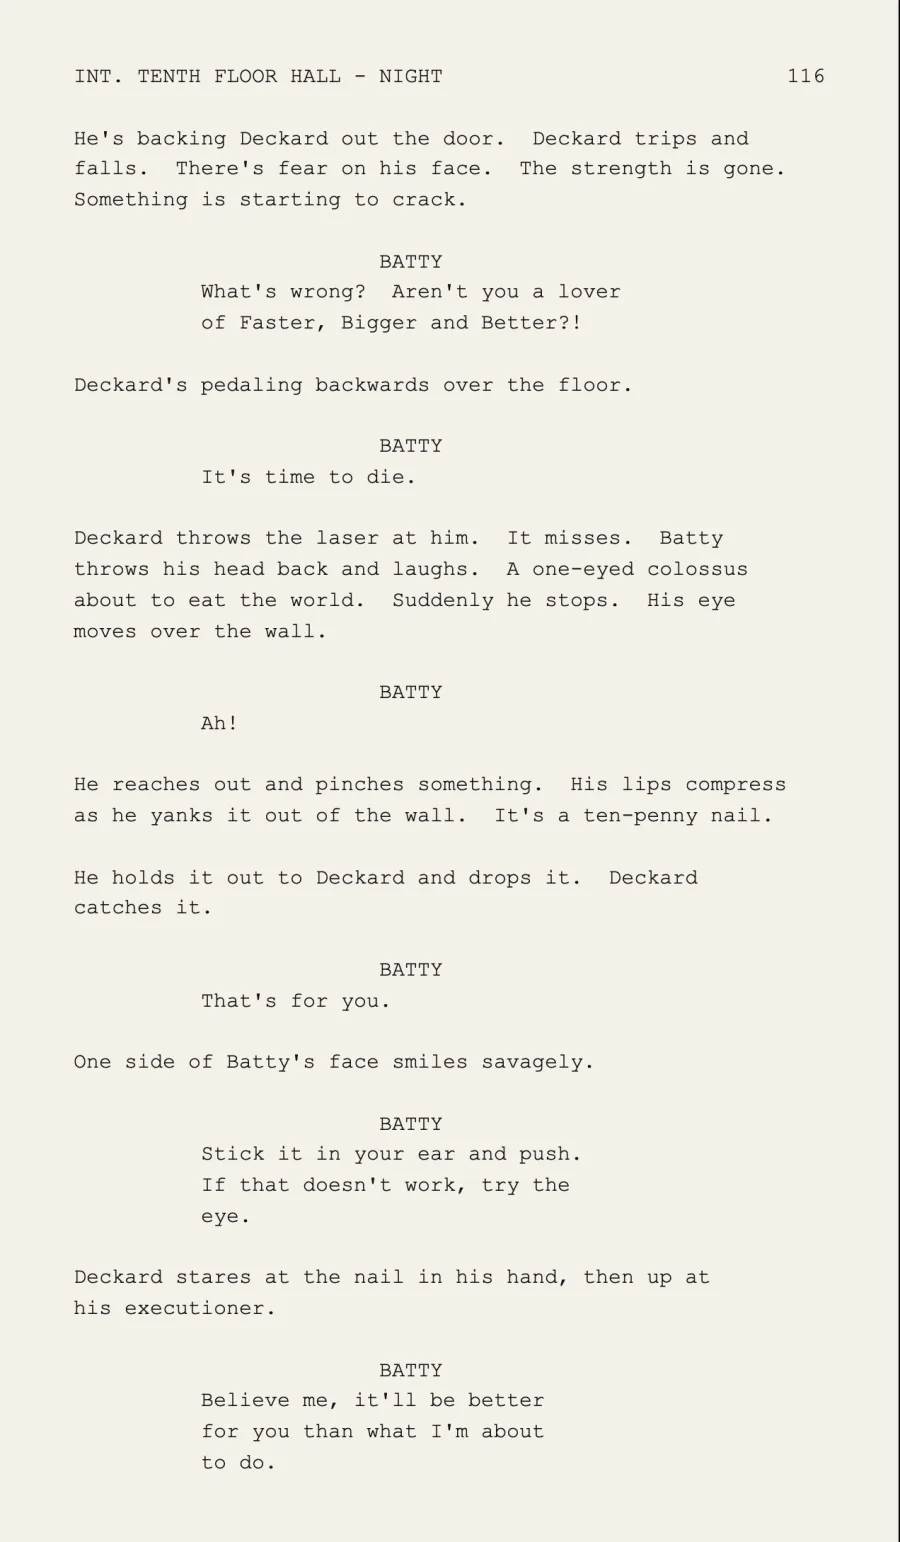 INT. TENTH FLOOR HALL - NIGHT 116
He's backing Deckard out the door. Deckard trips and
falls. There's fear on his face. The strength is gone.
Something is starting to crack.
BATTY
What's wrong? Aren't you a lover
of Faster, Bigger and Better?!
Deckard's pedaling backwards over the floor.
BATTY
It's time to die.
Deckard throws the laser at him. It misses. Batty
throws his head back and laughs. A one-eyed colossus
about to eat the world. Suddenly he stops. His eye
moves over the wall.
BATTY
Ah!
He reaches out and pinches something. His lips compress
as he yanks it out of the wall. It's a ten-penny nail.
He holds it out to Deckard and drops it. Deckard
catches it.
BATTY
That's for you.
One side of Batty's face smiles savagely.
BATTY
Stick it in your ear and push.
If that doesn't work, try the
eye.
Deckard stares at the nail in his hand, then up at
his executioner.
BATTY
Believe me, it'll be better
for you than what I'm about
to do.